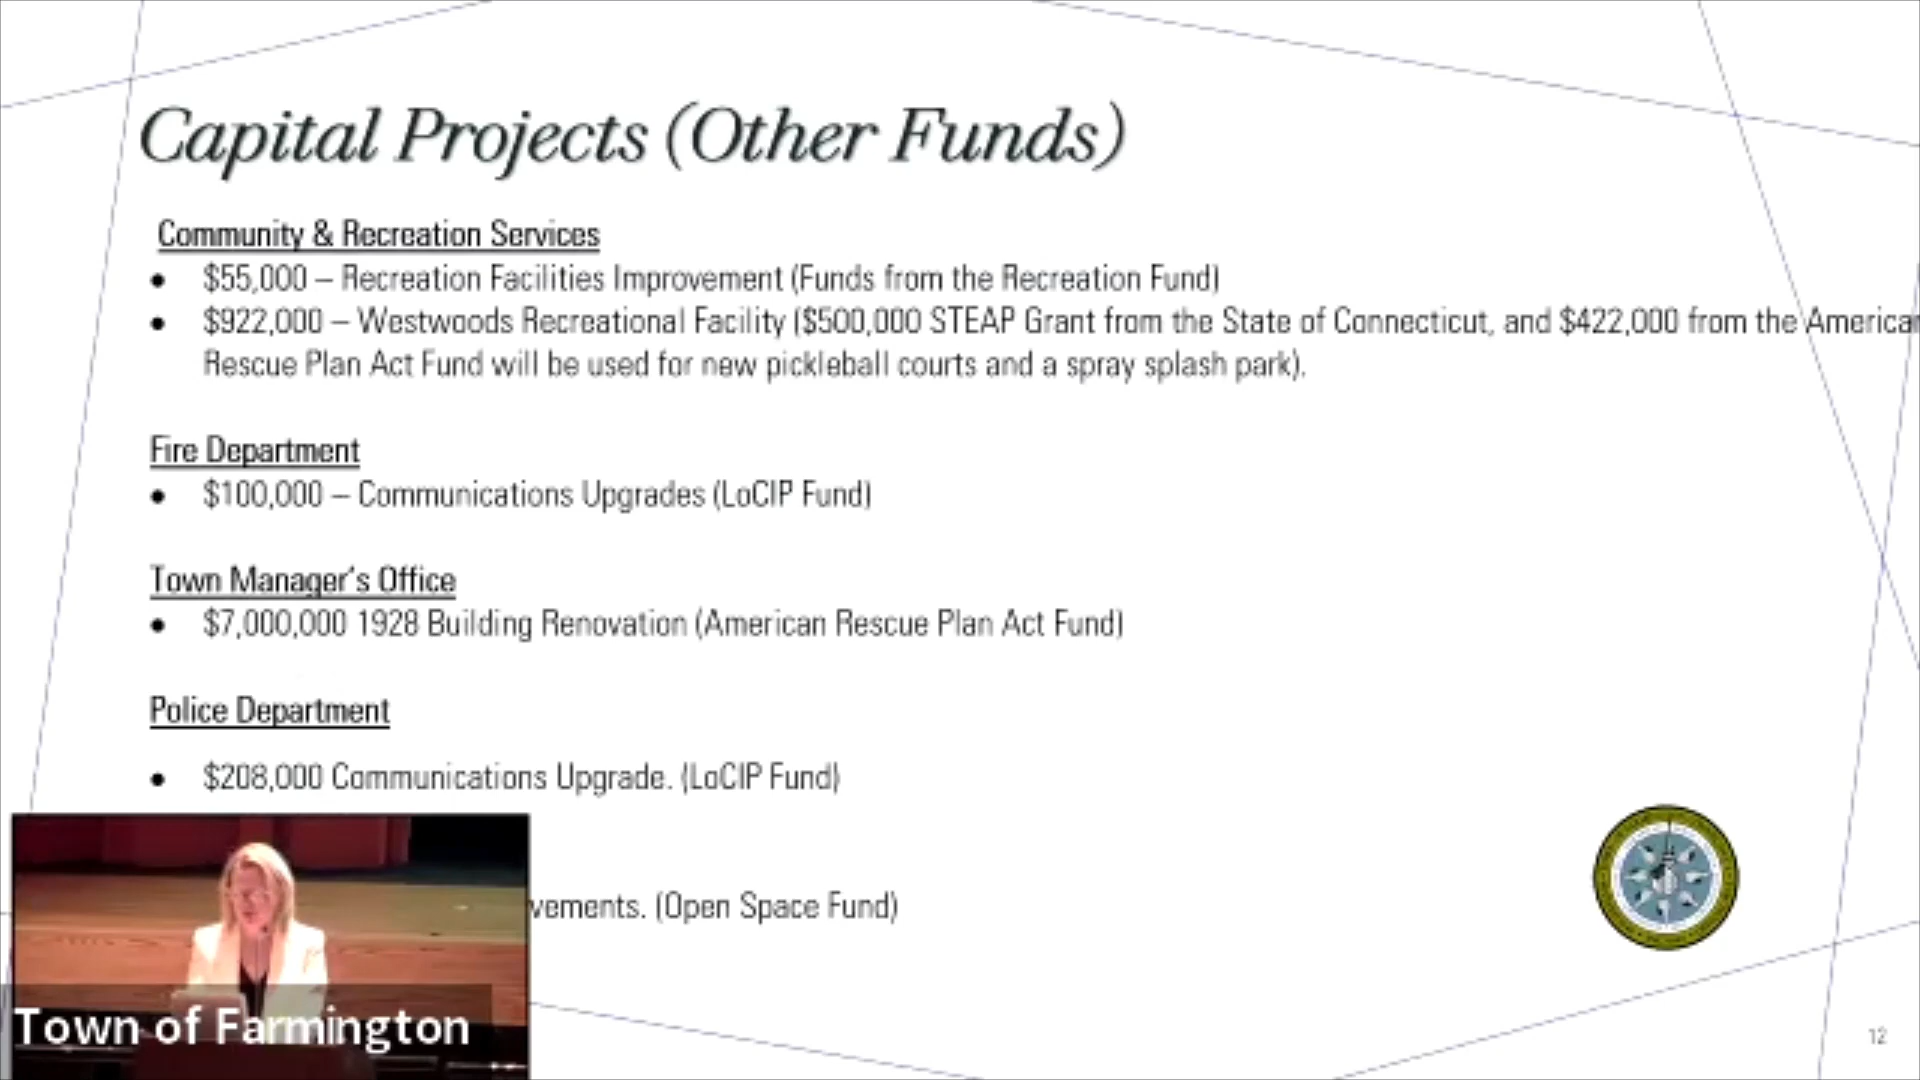 Capital Projects (Other Funds)
Community & Recreation Services
● $55,000 – Recreation Facilities Improvement (Funds from the Recreation Fund)
● $922,000 – Westwoods Recreational Facility ($500,000 STEAP Grant from the State of Connecticut, and $422,000 from the American
Rescue Plan Act Fund will be used for new pickleball courts and a spray splash park).
Fire Department
● $100,000 – Communications Upgrades (LoCIP Fund)
Town Manager's Office
● $7,000,000 1928 Building Renovation (American Rescue Plan Act Fund)
Police Department
● $208,000 Communications Upgrade. (LoCIP Fund)
vements. (Open Space Fund)
Town of Farmington
12